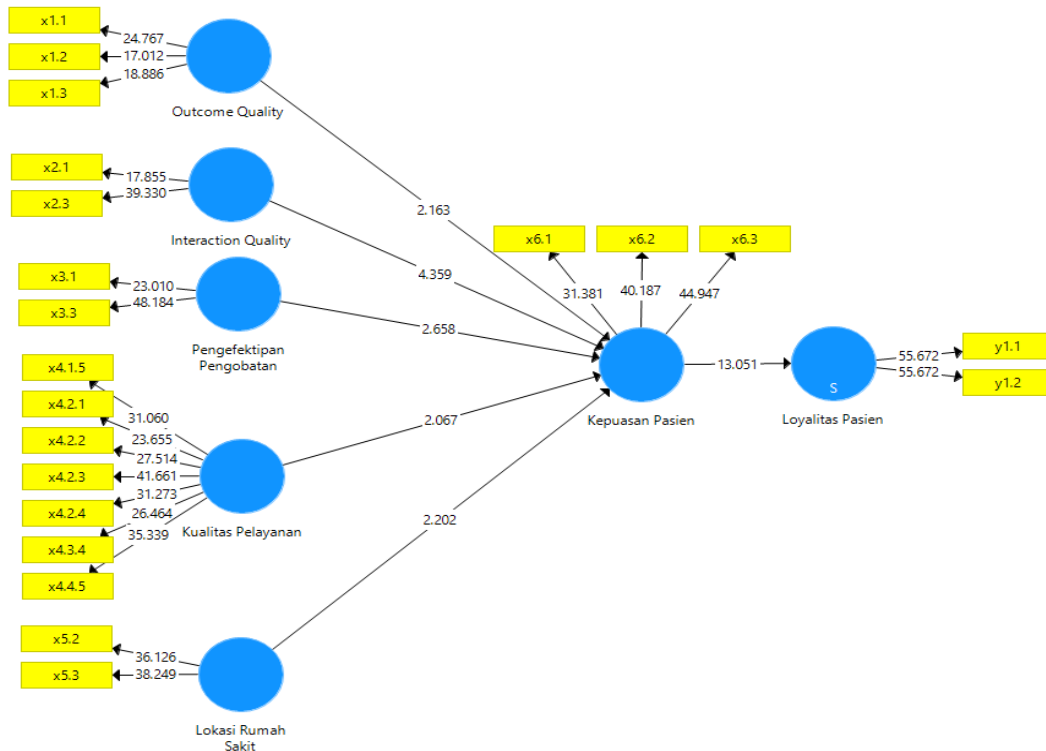 x1.1
x1.2
x1.3
24.767
17.012
18.886
Outcome Quality
x2.1
x2.3
17.855
39.330
Interaction Quality
x3.1
x3.3
23.010
48.184
Pengefektipan
Pengobatan
x4.1.5
x4.2.1
x4.2.2
x4.2.3
x4.2.4
x4.3.4
x4.4.5
31.060
23.655
27.514
41.661
31.273
26.464
35.339
Kualitas Pelayanan
x5.2
x5.3
36.126
38.249
Lokasi Rumah
Sakit
2.163
4.359
2.658
2.067
2.202
x6.1
x6.2
x6.3
31.381
40.187
44.947
Kepuasan Pasien
13.051
S
Loyalitas Pasien
55.672
55.672
y1.1
y1.2